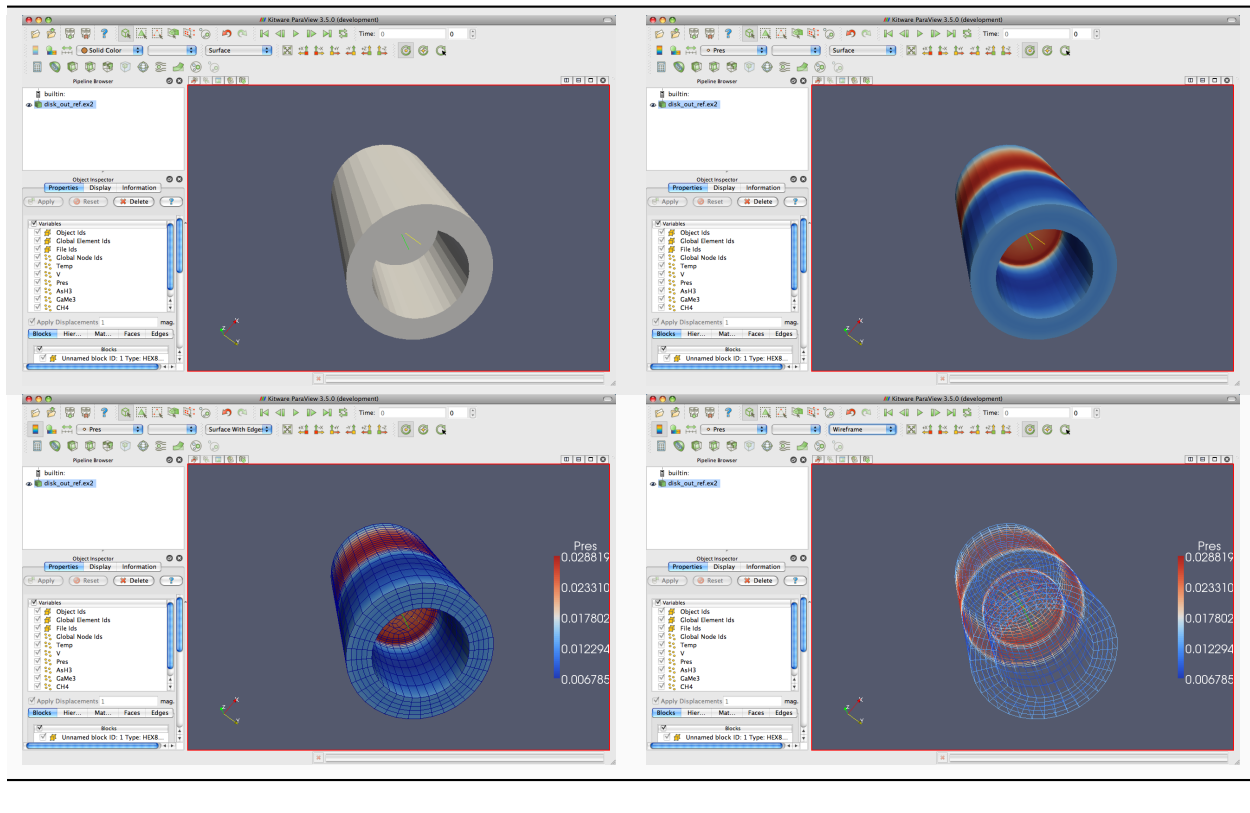 Kitware ParaView 3.5.0 (development)
Time: 0 0
Solid Color Surface
Pipeline Browser
builtin:
disk_out_ref.ex2
Object Inspector
Properties Display Information
Apply Reset Delete ?
Variables
Object Ids
Global Element Ids
File Ids
Global Node Ids
Temp
V
Pres
AsH3
GaMe3
CH4
Apply Displacements 1 mag.
Blocks Hier... Mat... Faces Edges
Blocks
Unnamed block ID: 1 Type: HEX8...
X
Z
Y
Kitware ParaView 3.5.0 (development)
Time: 0 0
Pres Surface
Pipeline Browser
builtin:
disk_out_ref.ex2
Object Inspector
Properties Display Information
Apply Reset Delete ?
Variables
Object Ids
Global Element Ids
File Ids
Global Node Ids
Temp
V
Pres
AsH3
GaMe3
CH4
Apply Displacements 1 mag.
Blocks Hier... Mat... Faces Edges
Blocks
Unnamed block ID: 1 Type: HEX8...
X
Z
Y
Kitware ParaView 3.5.0 (development)
Time: 0 0
Pres Surface With Edges
Pipeline Browser
builtin:
disk_out_ref.ex2
Object Inspector
Properties Display Information
Apply Reset Delete ?
Variables
Object Ids
Global Element Ids
File Ids
Global Node Ids
Temp
V
Pres
AsH3
GaMe3
CH4
Apply Displacements 1 mag.
Blocks Hier... Mat... Faces Edges
Blocks
Unnamed block ID: 1 Type: HEX8...
X
Z
Y
Pres
0.028819
0.023310
0.017802
0.012294
0.006785
Kitware ParaView 3.5.0 (development)
Time: 0 0
Pres Wireframe
Pipeline Browser
builtin:
disk_out_ref.ex2
Object Inspector
Properties Display Information
Apply Reset Delete ?
Variables
Object Ids
Global Element Ids
File Ids
Global Node Ids
Temp
V
Pres
AsH3
GaMe3
CH4
Apply Displacements 1 mag.
Blocks Hier... Mat... Faces Edges
Blocks
Unnamed block ID: 1 Type: HEX8...
X
Z
Y
Pres
0.028819
0.023310
0.017802
0.012294
0.006785